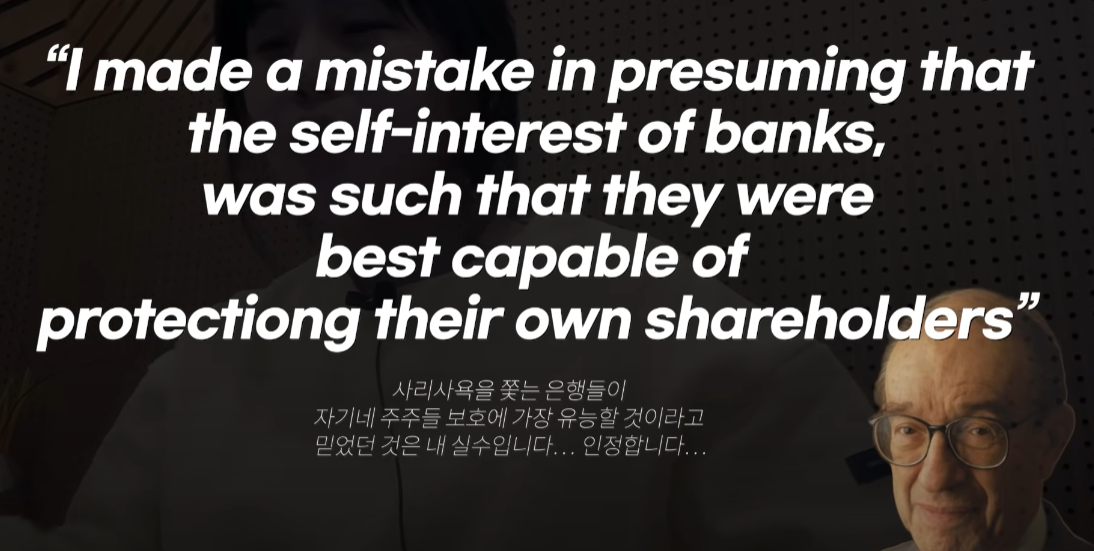 “I made a mistake in presuming that
the self-interest of banks,
was such that they were
best capable of
protectiong their own shareholders”
사리사욕을 쫓는 은행들이
자기네 주주들 보호에 가장 유능할 것이라고
믿었던 것은 내 실수입니다... 인정합니다...